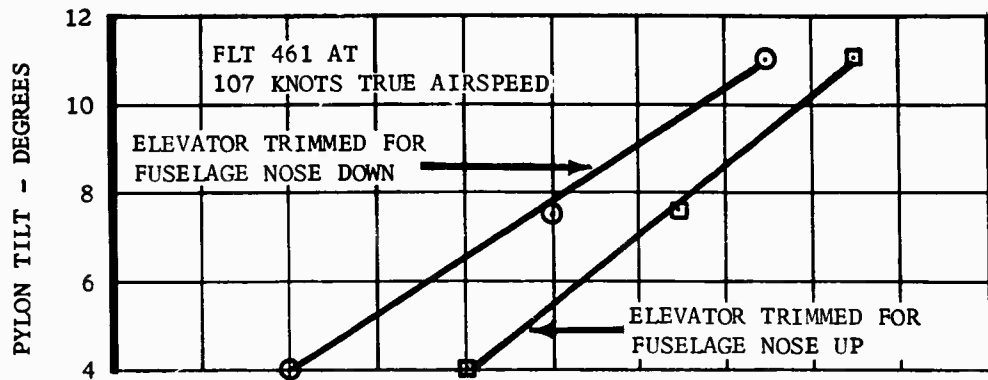 12
10
8
6
4
PYLON TILT - DEGREES
FLT 461 AT
107 KNOTS TRUE AIRSPEED
ELEVATOR TRIMMED FOR
FUSELAGE NOSE DOWN
ELEVATOR TRIMMED FOR
FUSELAGE NOSE UP